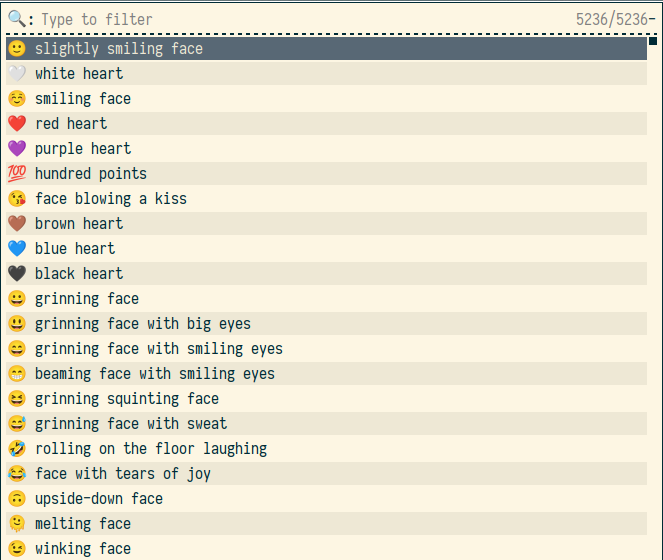 🔍: Type to filter 5236/5236-
🙂 slightly smiling face
🤍 white heart
☺️ smiling face
❤️ red heart
💜 purple heart
💯 hundred points
😘 face blowing a kiss
🤎 brown heart
💙 blue heart
🖤 black heart
😀 grinning face
😃 grinning face with big eyes
😄 grinning face with smiling eyes
😁 beaming face with smiling eyes
😆 grinning squinting face
😅 grinning face with sweat
🤣 rolling on the floor laughing
😂 face with tears of joy
🙃 upside-down face
🫠 melting face
😉 winking face